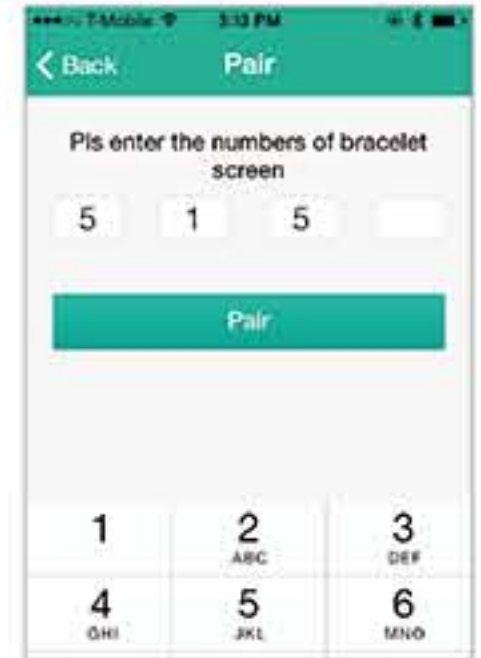 T-Mobile 3:13 PM
Back Pair
Pls enter the numbers of bracelet
screen
5 1 5
Pair
1 2 3
ABC DEF
4 5 6
GHI JKL MNO